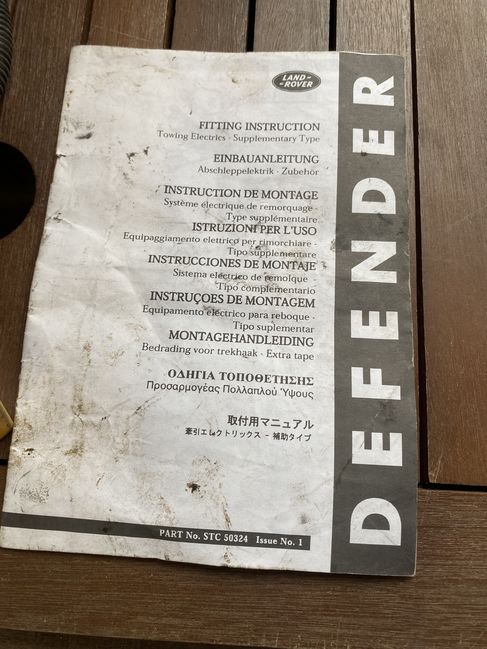 LAND-
-ROVER
FITTING INSTRUCTION
Towing Electrics - Supplementary Type
EINBAUANLEITUNG
Abschleppelektrik - Zubehör
INSTRUCTION DE MONTAGE
Système électrique de remorquage -
Type supplémentaire
ISTRUZIONI PER L'USO
Equipaggiamento elettrico per rimorchiare -
Tipo supplementare
INSTRUCCIONES DE MONTAJE
Sistema eléctrico de remolque -
Tipo complementario
INSTRUÇOES DE MONTAGEM
Equipamento eléctrico para reboque -
Tipo suplementar
MONTAGEHANDLEIDING
Bedrading voor trekhaak - Extra tape
ΟΔΗΓΙΑ ΤΟΠΟΘΕΤΗΣΗΣ
Προσαρμογέας Πολλαπλού Ύψους
取付用マニュアル
牽引エレクトリックス - 補助タイプ
PART No. STC 50324 Issue No. 1
DEFENDER